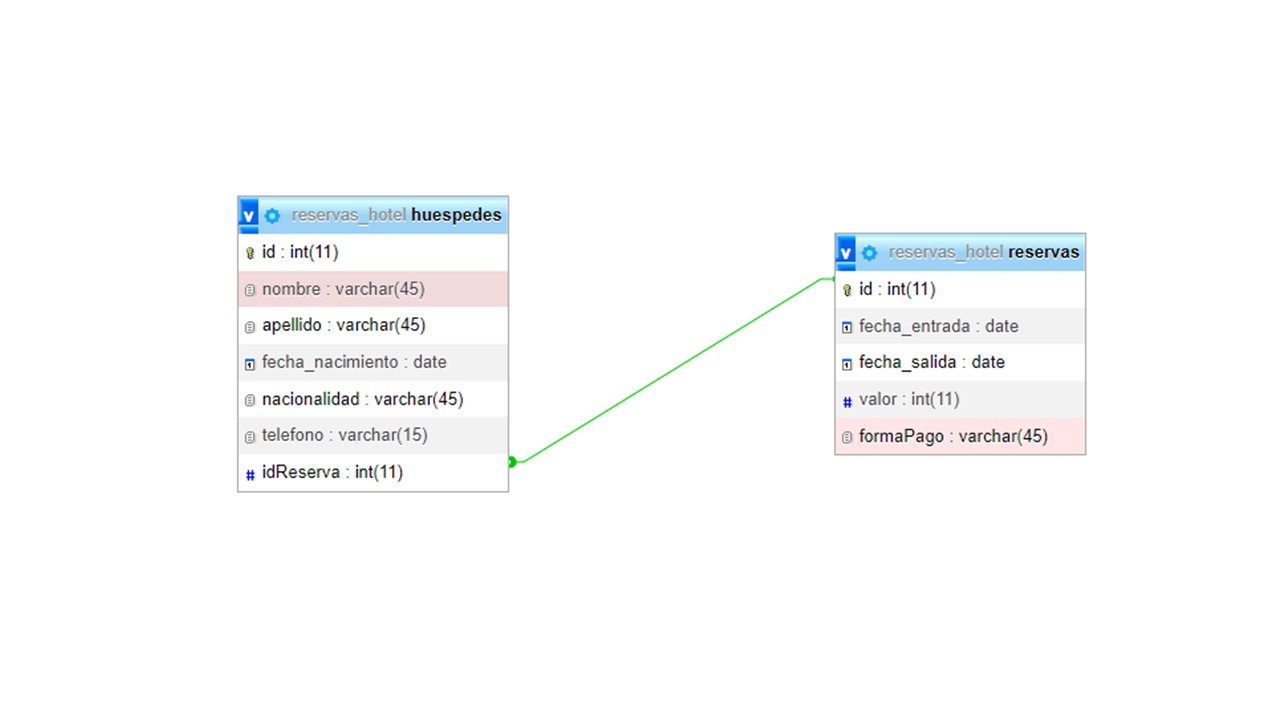 v reservas_hotel huespedes
id : int(11)
nombre : varchar(45)
apellido : varchar(45)
fecha_nacimiento : date
nacionalidad : varchar(45)
telefono : varchar(15)
# idReserva : int(11)
v reservas_hotel reservas
id : int(11)
fecha_entrada : date
fecha_salida : date
# valor : int(11)
formaPago : varchar(45)